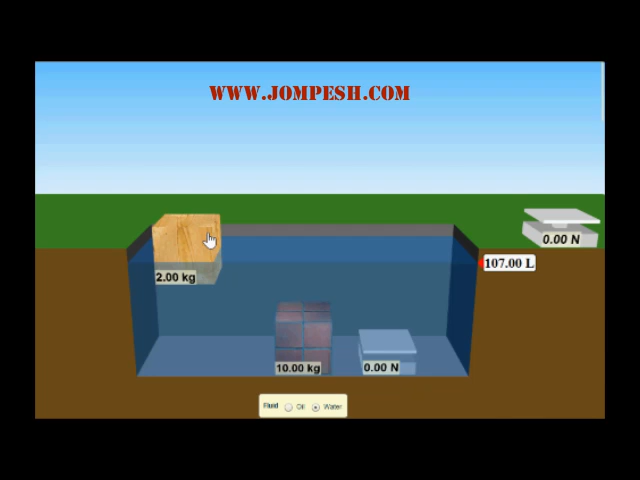 WWW.JOMPESH.COM
0.00 N
107.00 L
2.00 kg
10.00 kg
0.00 N
Fluid Oil Water